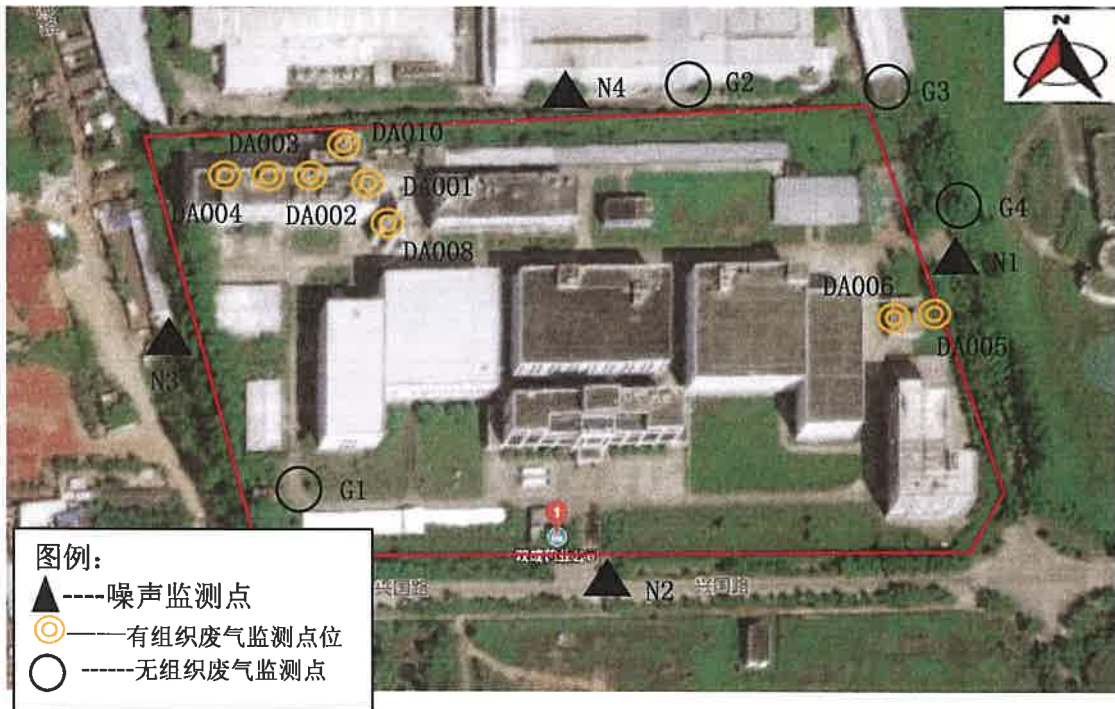 N
N4
G2
G3
DA003
DA010
DA001
DA004
DA002
DA008
G4
N1
DA006
DA005
N3
G1
1
兴国路
N2
兴国路
图例:
----噪声监测点
——有组织废气监测点位
------无组织废气监测点